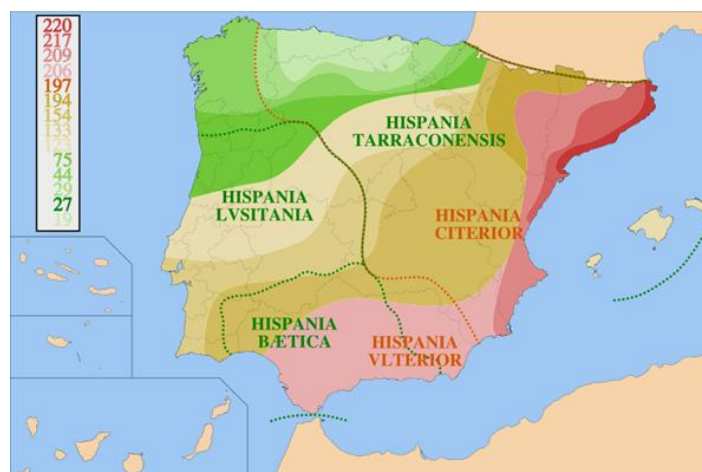 220
217
209
206
197
194
154
133
123
75
44
29
27
19
HISPANIA
TARRACONENSIS
HISPANIA
LVSITANIA
HISPANIA
CITERIOR
HISPANIA
BÆTICA
HISPANIA
VLTERIOR